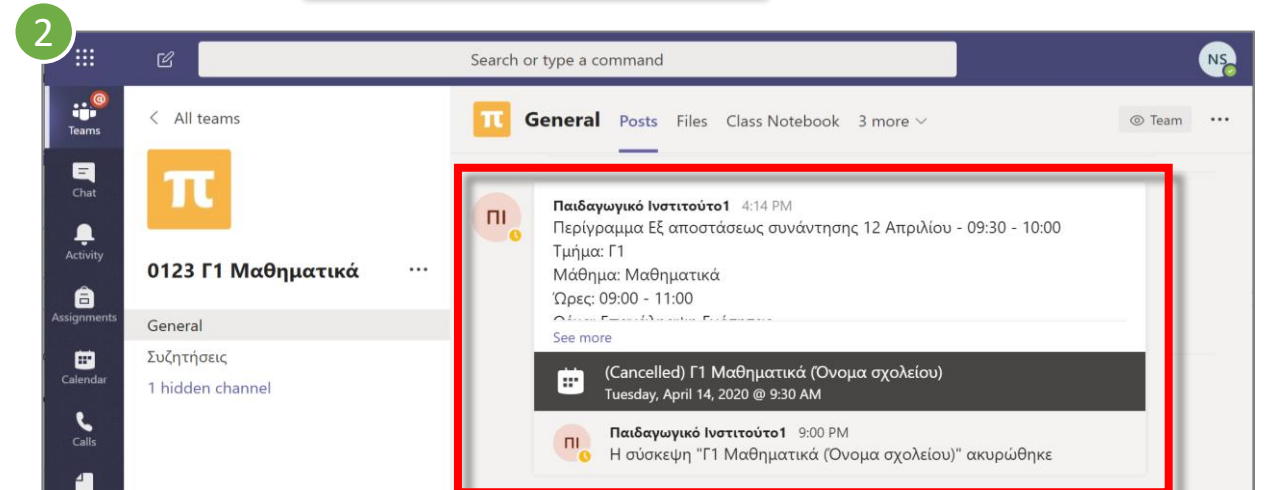 2
Search or type a command
NS
@
Teams
Chat
Activity
Assignments
Calendar
Calls
< All teams
π
0123 Γ1 Μαθηματικά ...
General
Συζητήσεις
1 hidden channel
π General Posts Files Class Notebook 3 more
Team ...
ΠΙ
Παιδαγωγικό Ινστιτούτο1 4:14 PM
Περίγραμμα Εξ αποστάσεως συνάντησης 12 Απριλίου - 09:30 - 10:00
Τμήμα: Γ1
Μάθημα: Μαθηματικά
Ώρες: 09:00 - 11:00
See more
(Cancelled) Γ1 Μαθηματικά (Όνομα σχολείου)
Tuesday, April 14, 2020 @ 9:30 AM
ΠΙ
Παιδαγωγικό Ινστιτούτο1 9:00 PM
Η σύσκεψη "Γ1 Μαθηματικά (Όνομα σχολείου)" ακυρώθηκε